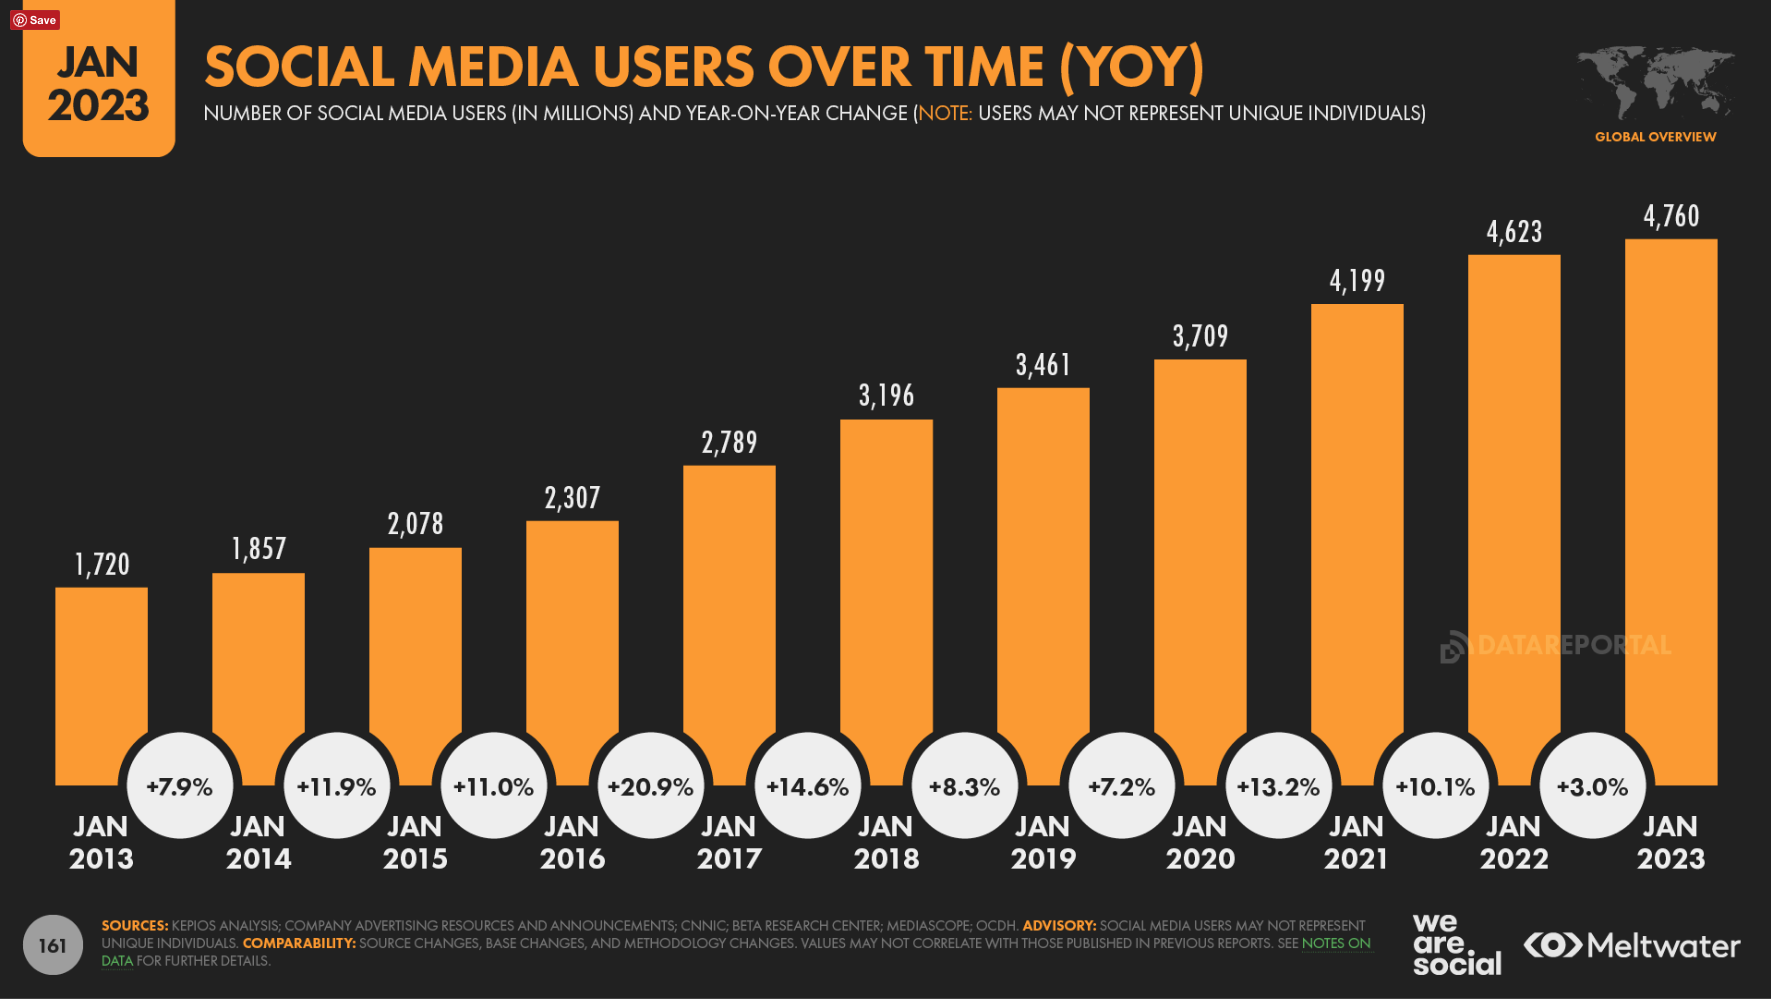 Save
JAN
2023
SOCIAL MEDIA USERS OVER TIME (YOY)
NUMBER OF SOCIAL MEDIA USERS (IN MILLIONS) AND YEAR-ON-YEAR CHANGE (NOTE: USERS MAY NOT REPRESENT UNIQUE INDIVIDUALS)
GLOBAL OVERVIEW
1,720
1,857
2,078
2,307
2,789
3,196
3,461
3,709
4,199
4,623
4,760
DATAREPORTAL
+7.9%
+11.9%
+11.0%
+20.9%
+14.6%
+8.3%
+7.2%
+13.2%
+10.1%
+3.0%
JAN
2013
JAN
2014
JAN
2015
JAN
2016
JAN
2017
JAN
2018
JAN
2019
JAN
2020
JAN
2021
JAN
2022
JAN
2023
161
SOURCES: KEPIOS ANALYSIS; COMPANY ADVERTISING RESOURCES AND ANNOUNCEMENTS; CNNIC; BETA RESEARCH CENTER; MEDIASCOPE; OCDH. ADVISORY: SOCIAL MEDIA USERS MAY NOT REPRESENT
UNIQUE INDIVIDUALS. COMPARABILITY: SOURCE CHANGES, BASE CHANGES, AND METHODOLOGY CHANGES. VALUES MAY NOT CORRELATE WITH THOSE PUBLISHED IN PREVIOUS REPORTS. SEE NOTES ON
DATA FOR FURTHER DETAILS.
we
are
social
Meltwater